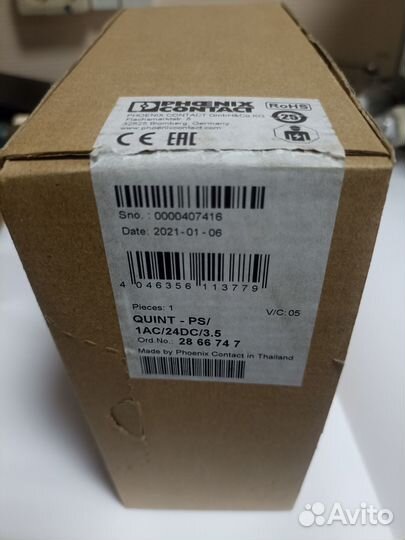 PHOENIX
CONTACT
PHOENIX CONTACT GmbH&Co.KG
Flachsmarktstr. 8
32825 Blomberg, Germany
www.phoenixcontact.com
RoHS
25
CE EAC
Sno.: 0000407416
Date: 2021-01-06
4 046356 113779
Pieces: 1
V/C: 05
QUINT - PS/
1AC/24DC/3.5
Ord No.: 28 66 74 7
Made by Phoenix Contact in Thailand
Avito